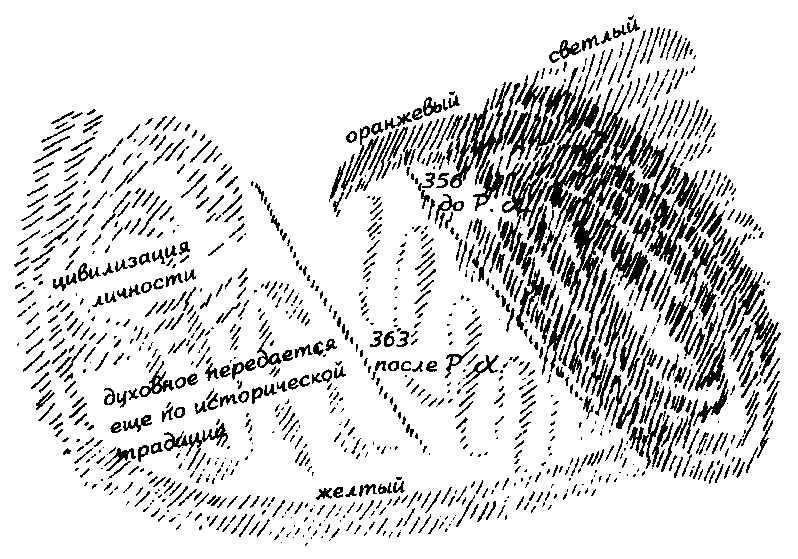 светлый
оранжевый
356
до Р. Х.
цивилизация
личности
363
после Р. Х.
духовное передается
еще по исторической
традиции
желтый